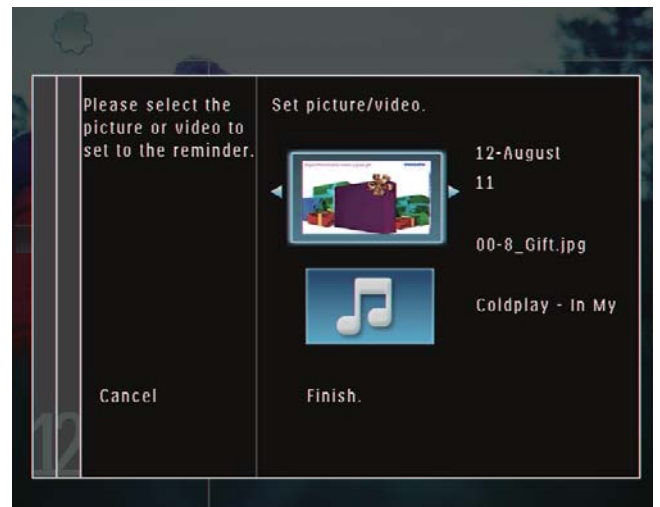 Please select the
picture or video to
set to the reminder.
Set picture/video.
12-August
11
00-8_Gift.jpg
Coldplay - In My
Cancel
Finish.
12